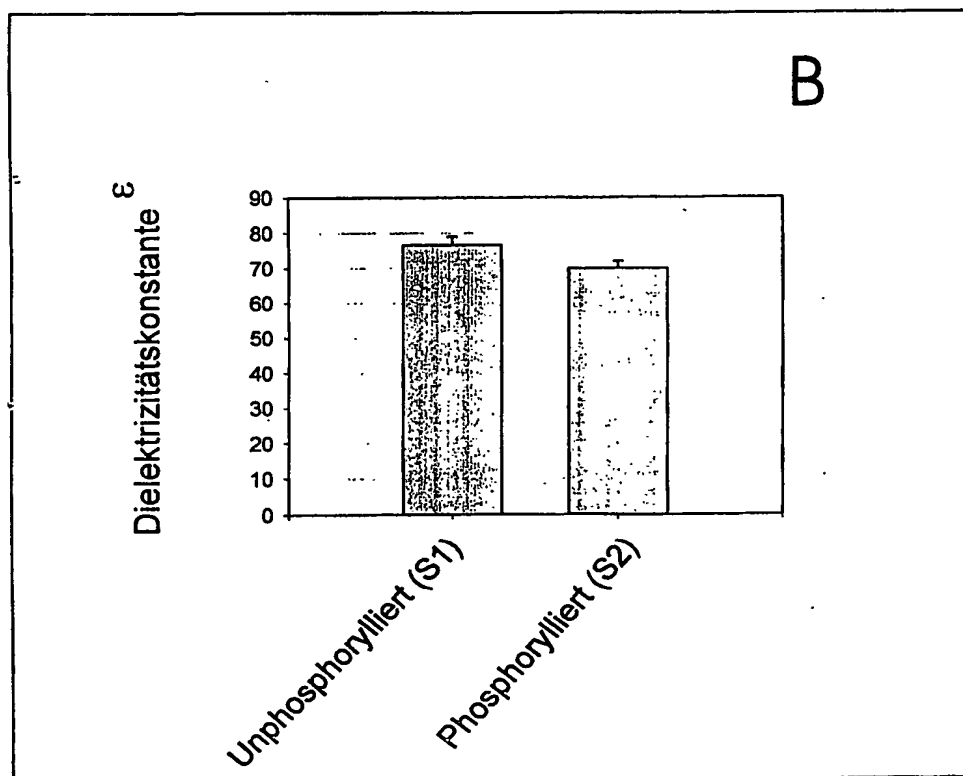 B
Dielektrizitätskonstante ε
90
80
70
60
50
40
30
20
10
0
Unphosphorylliert (S1)
Phosphorylliert (S2)